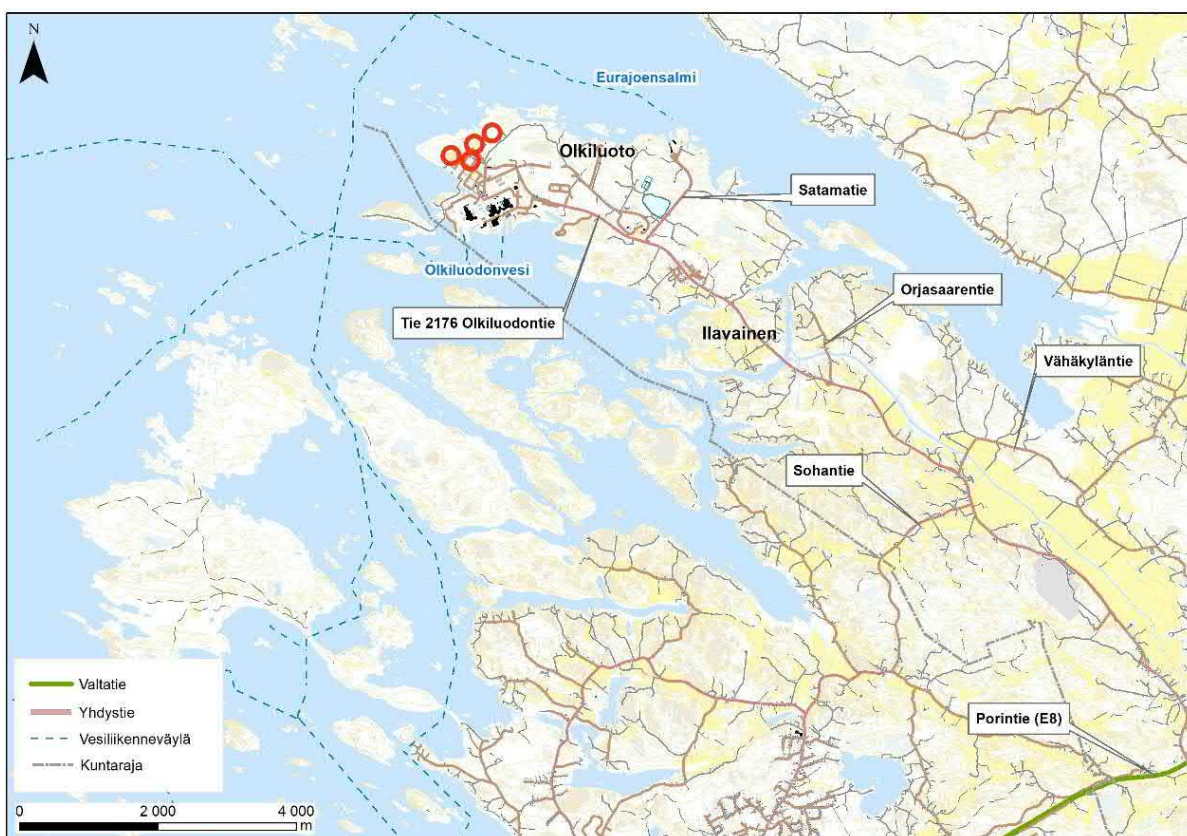 N
Eurajoensalmi
Olkiluoto
Satamatie
Olkiluodonvesi
Orjasaarentie
Tie 2176 Olkiluodontie
Ilavainen
Vähäkyläntie
Sohantie
Valtatie
Yhdystie
Vesiliikenneväylä
Kuntaraja
Porintie (E8)
0 2 000 4 000
m